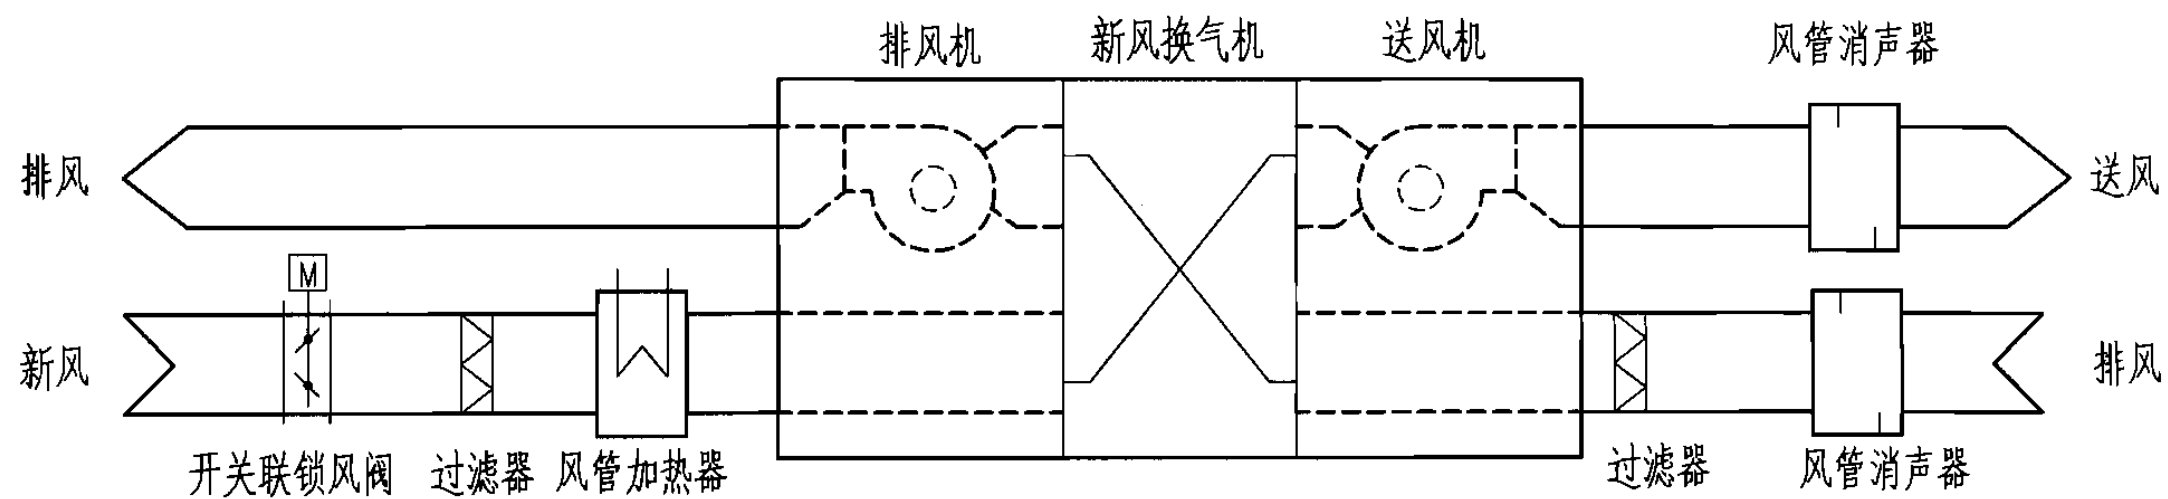 排风机
新风换气机
送风机
风管消声器
排风
送风
M
新风
排风
开关联锁风阀
过滤器
风管加热器
过滤器
风管消声器